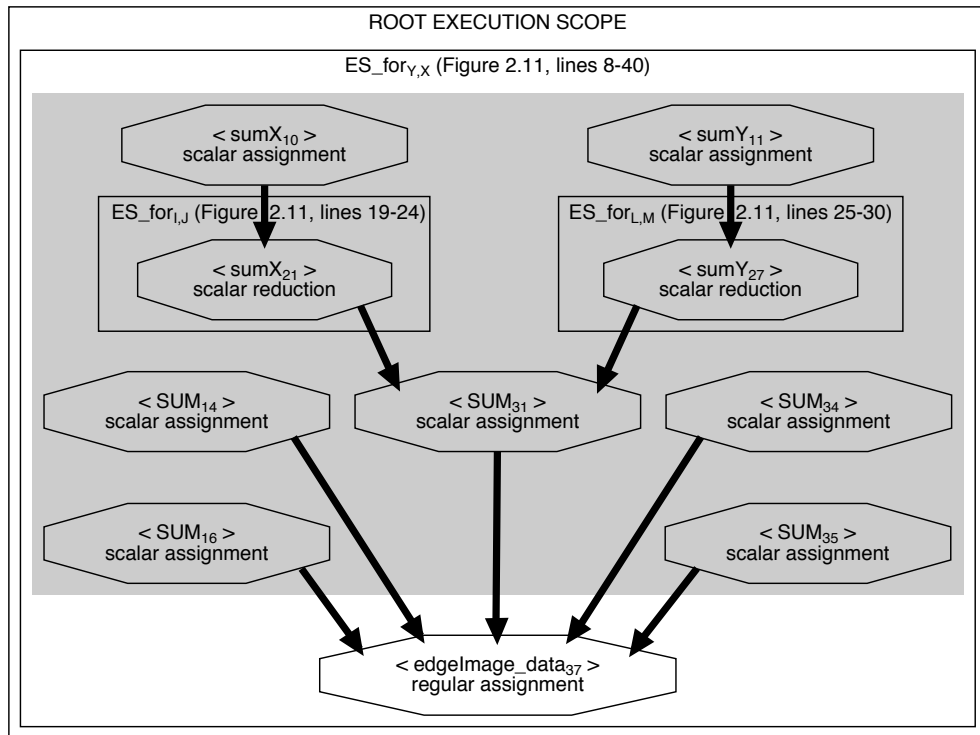 ROOT EXECUTION SCOPE
ES_forY,X (Figure 2.11, lines 8-40)
< sumX10 >
scalar assignment
< sumY11 >
scalar assignment
ES_forI,J (Figure 2.11, lines 19-24)
ES_forL,M (Figure 2.11, lines 25-30)
< sumX21 >
scalar reduction
< sumY27 >
scalar reduction
< SUM14 >
scalar assignment
< SUM31 >
scalar assignment
< SUM34 >
scalar assignment
< SUM16 >
scalar assignment
< SUM35 >
scalar assignment
< edgeImage_data37 >
regular assignment